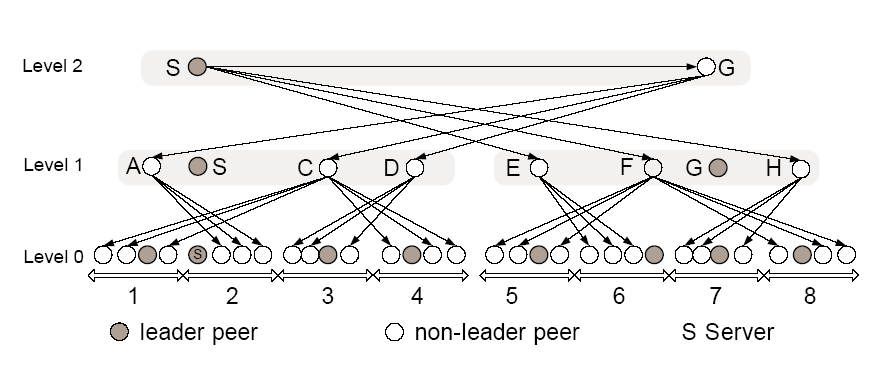 Level 2 S G
Level 1 A S C D E F G H
Level 0 S
1 2 3 4 5 6 7 8
leader peer non-leader peer S Server